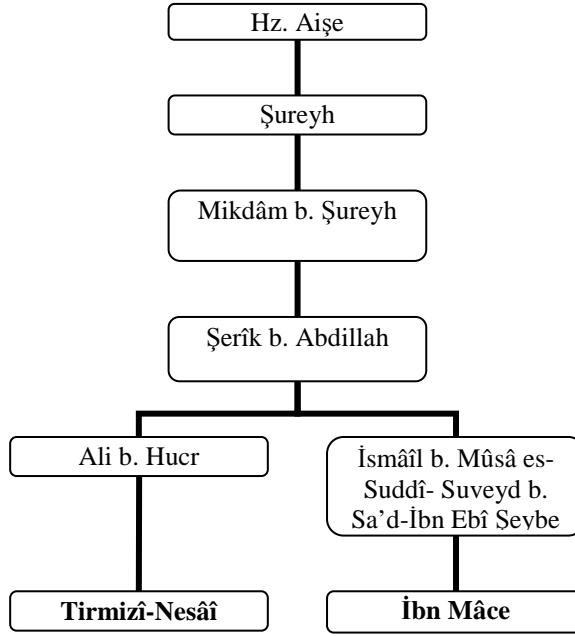 Hz. Aişe
Şureyh
Mikdâm b. Şureyh
Şerîk b. Abdillah
Ali b. Hucr
İsmâîl b. Mûsâ es-
Suddî- Suveyd b.
Sa’d-İbn Ebî Şeybe
Tirmizî-Nesâî
İbn Mâce